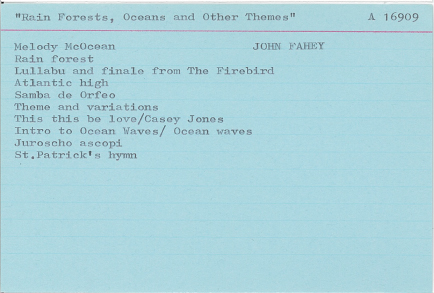 "Rain Forests, Oceans and Other Themes" A 16909
Melody McOcean JOHN FAHEY
Rain forest
Lullabu and finale from The Firebird
Atlantic high
Samba de Orfeo
Theme and variations
This this be love/Casey Jones
Intro to Ocean Waves/ Ocean waves
Juroscho ascopi
St.Patrick's hymn